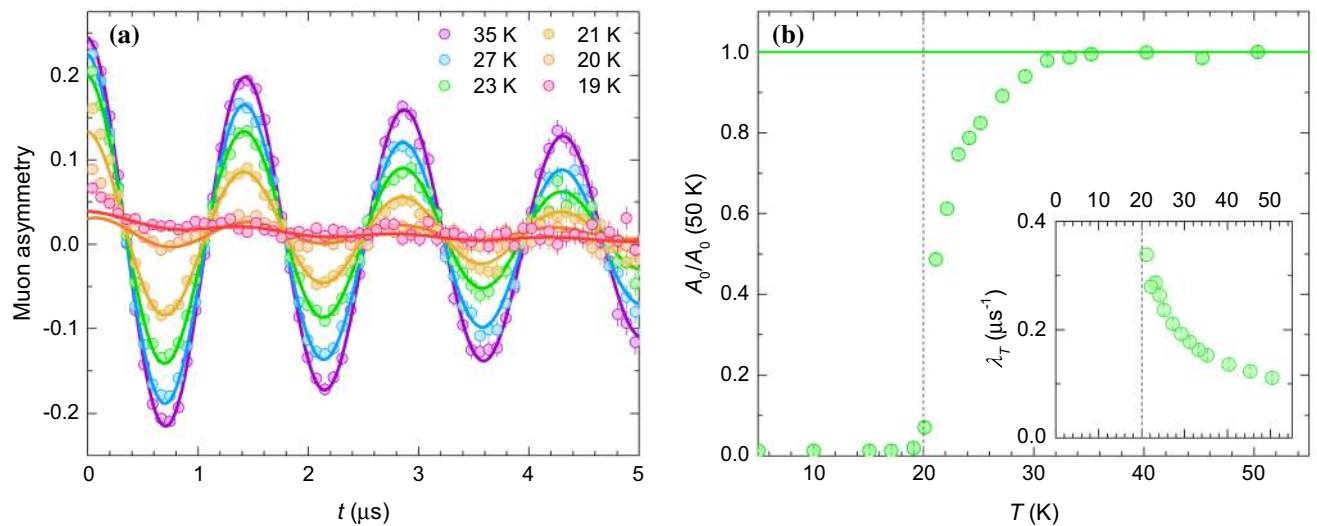 (a)
35 K 21 K
27 K 20 K
23 K 19 K
0.2
0.1
0.0
-0.1
-0.2
Muon asymmetry
0 1 2 3 4 5
t (μs)
(b)
1.0
0.8
0.6
0.4
0.2
0.0
A0/A0 (50 K)
10 20 30 40 50
T (K)
0 10 20 30 40 50
0.4
0.2
0.0
λT (μs-1)